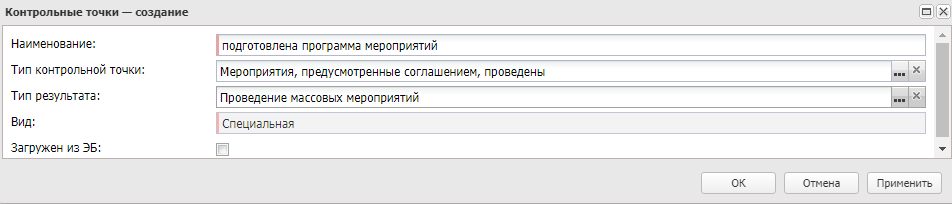 Контрольные точки — создание
Наименование: подготовлена программа мероприятий
Тип контрольной точки: Мероприятия, предусмотренные соглашением, проведены ...
Тип результата: Проведение массовых мероприятий ...
Вид: Специальная
Загружен из ЭБ:
ОК Отмена Применить